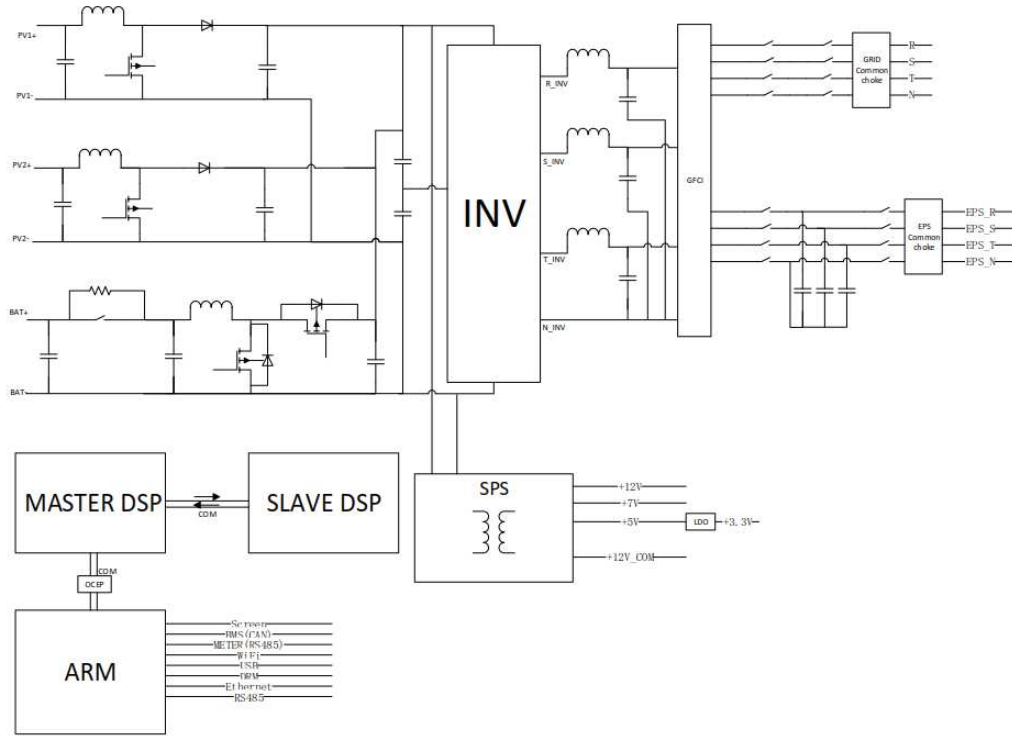 PV1+
PV1-
PV2+
PV2-
BAT+
BAT-
INV
R_INV
S_INV
T_INV
N_INV
GFCI
GRID
Common
choke
R
S
T
N
EPS
Common
choke
EPS_R
EPS_S
EPS_T
EPS_N
MASTER DSP
COM
SLAVE DSP
SPS
+12V
+7V
+5V
LDO
+3.3V
+12V_COM
COM
OCEP
ARM
Screen
BMS(CAN)
METER(RS485)
WiFi
USB
DRM
Ethernet
RS485